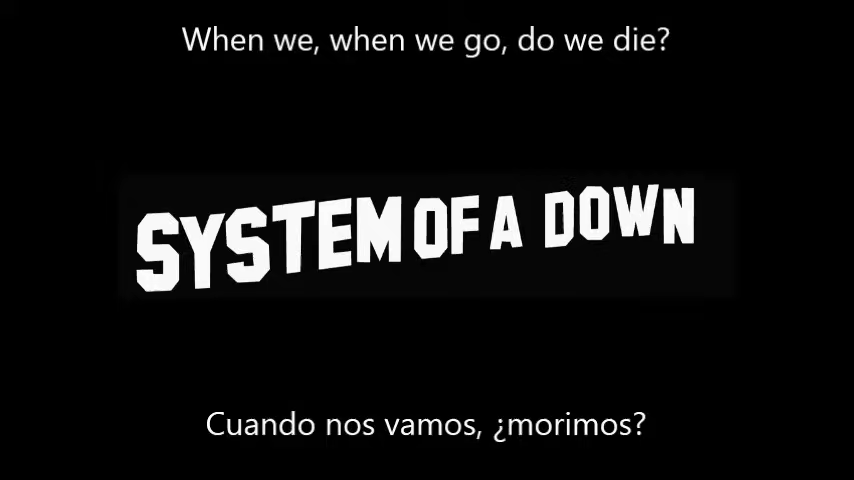 When we, when we go, do we die?
SYSTEM OF A DOWN
Cuando nos vamos, ¿morimos?